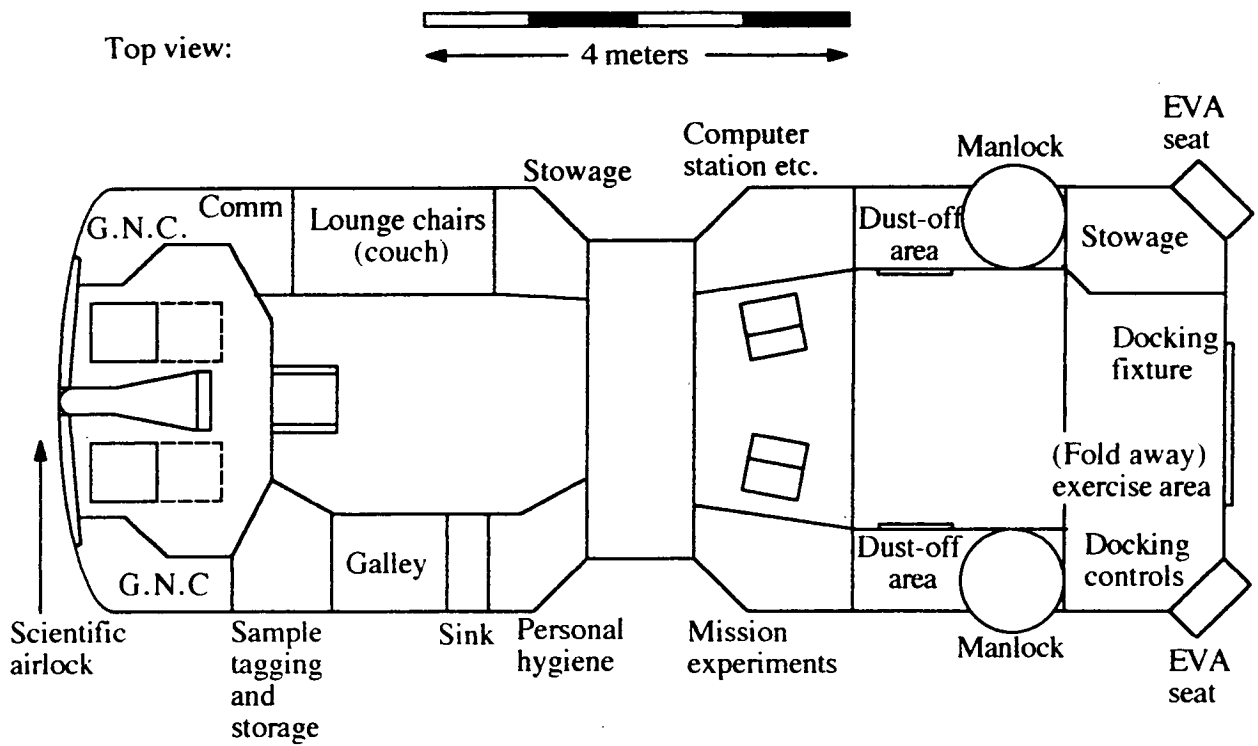 Top view:
4 meters
EVA
seat
Computer
station etc.
Manlock
Stowage
Comm
G.N.C.
Lounge chairs
(couch)
Dust-off
area
Stowage
Docking
fixture
(Fold away)
exercise area
Galley
G.N.C
Dust-off
area
Docking
controls
Scientific
airlock
Sample
tagging
and
storage
Sink
Personal
hygiene
Mission
experiments
Manlock
EVA
seat